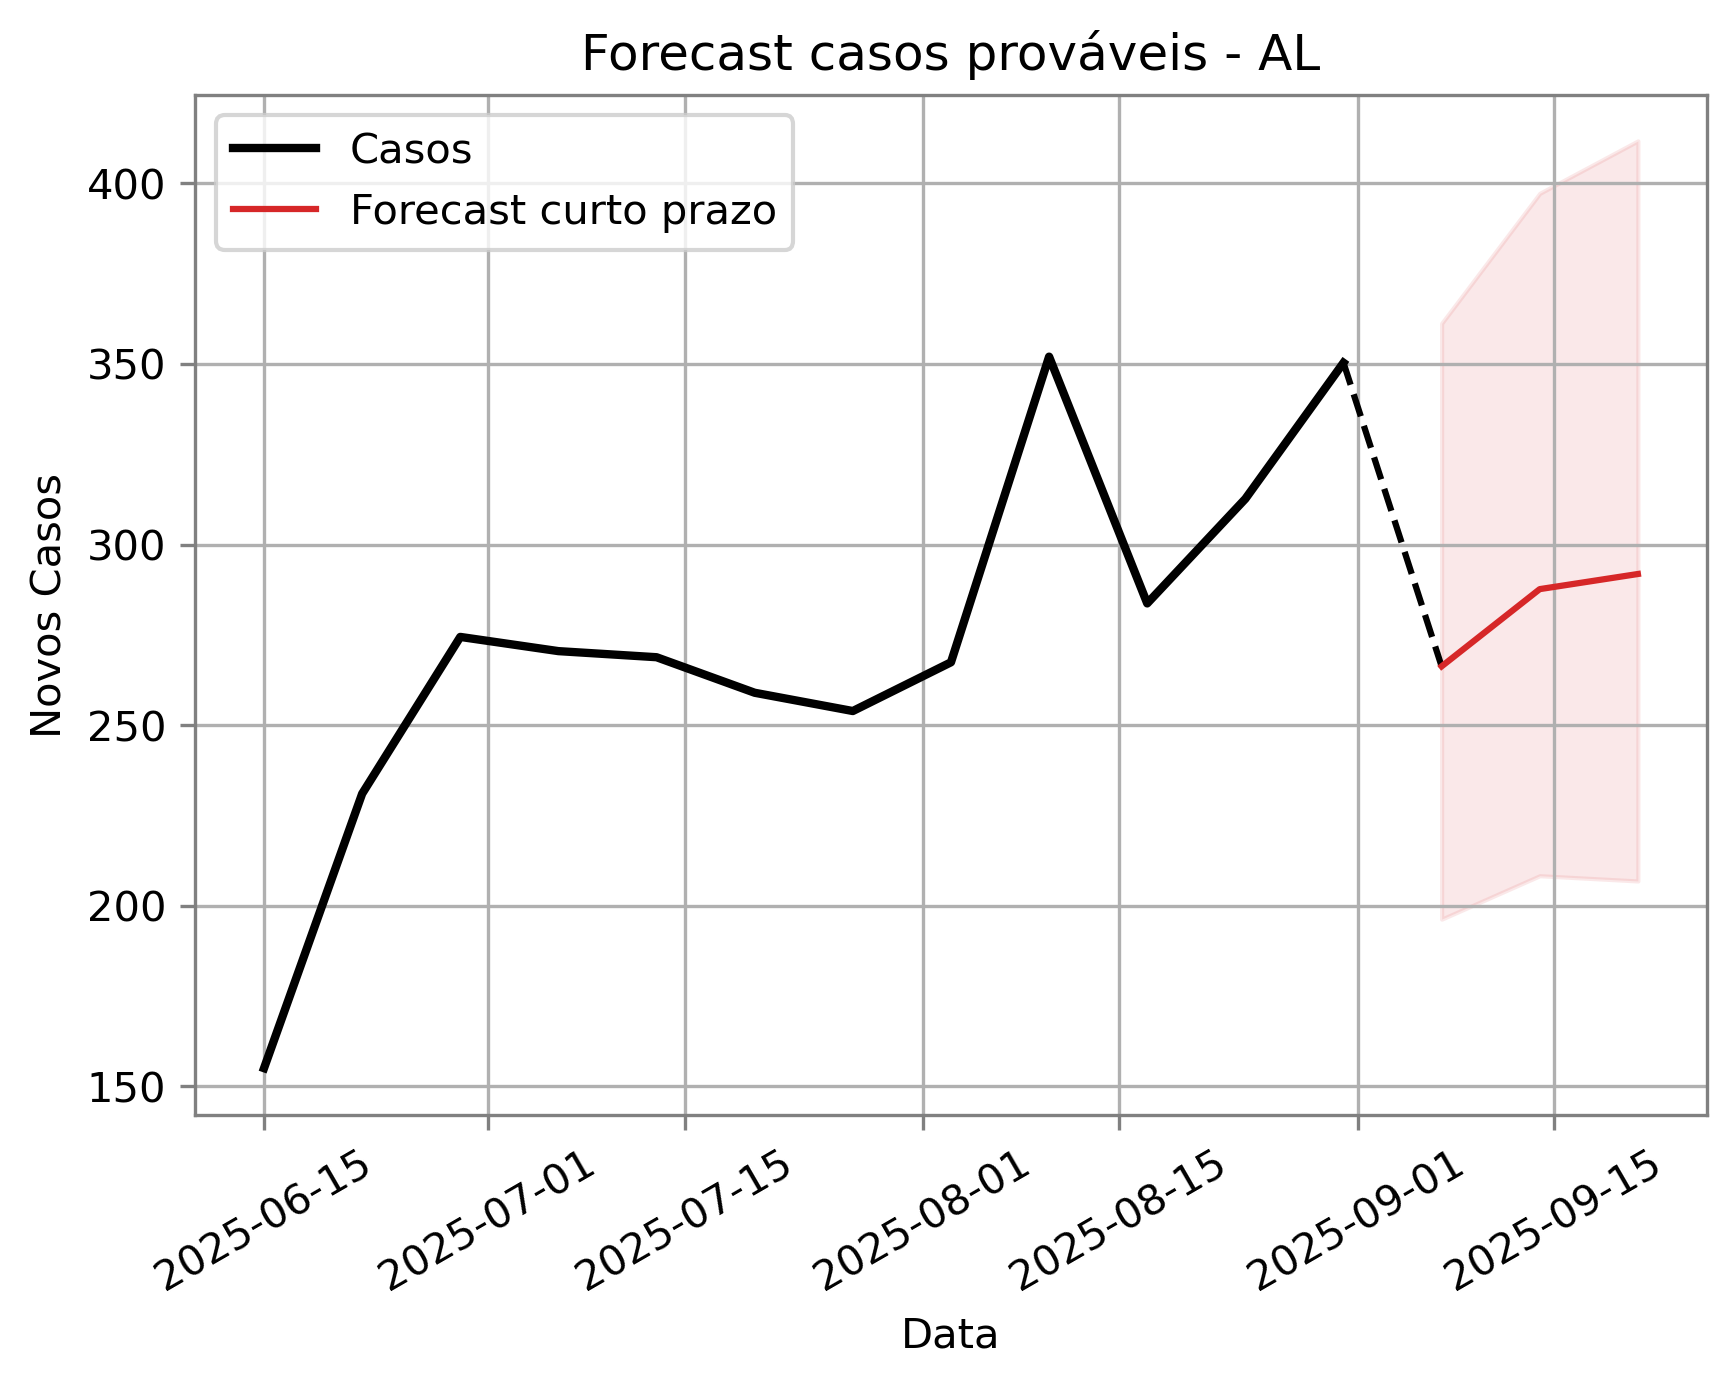 Forecast casos prováveis - AL
Casos
Forecast curto prazo
400
350
300
250
200
150
Novos Casos
2025-06-15
2025-07-01
2025-07-15
2025-08-01
2025-08-15
2025-09-01
2025-09-15
Data